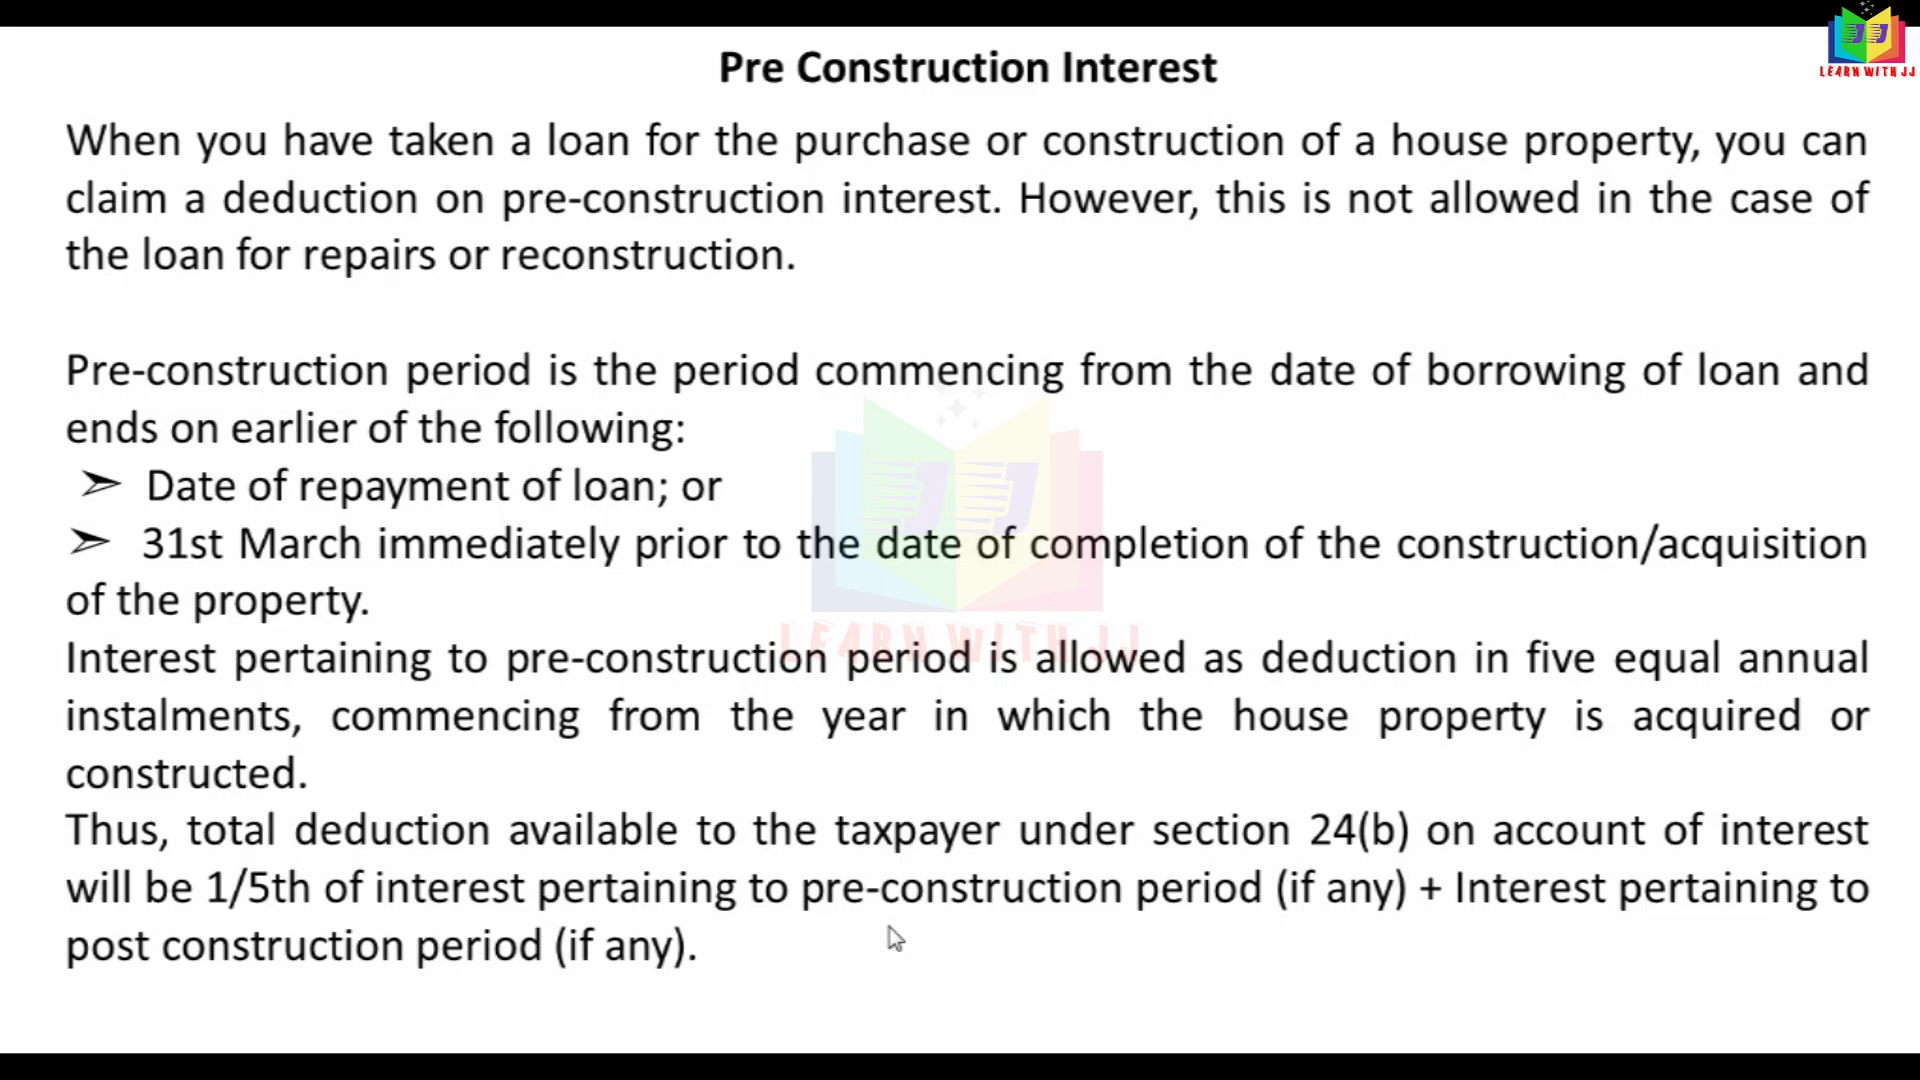 Pre Construction Interest
LEARN WITH JJ
When you have taken a loan for the purchase or construction of a house property, you can
claim a deduction on pre-construction interest. However, this is not allowed in the case of
the loan for repairs or reconstruction.
Pre-construction period is the period commencing from the date of borrowing of loan and
ends on earlier of the following:
➢ Date of repayment of loan; or
➢ 31st March immediately prior to the date of completion of the construction/acquisition
of the property.
LEARN WITH JJ
Interest pertaining to pre-construction period is allowed as deduction in five equal annual
instalments, commencing from the year in which the house property is acquired or
constructed.
Thus, total deduction available to the taxpayer under section 24(b) on account of interest
will be 1/5th of interest pertaining to pre-construction period (if any) + Interest pertaining to
post construction period (if any).